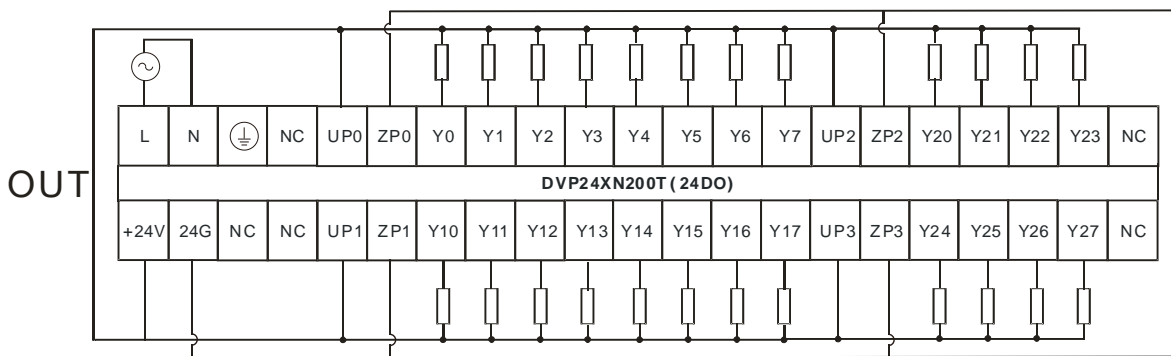 L N NC UP0 ZP0 Y0 Y1 Y2 Y3 Y4 Y5 Y6 Y7 UP2 ZP2 Y20 Y21 Y22 Y23 NC
OUT
DVP24XN200T ( 24DO)
+24V 24G NC NC UP1 ZP1 Y10 Y11 Y12 Y13 Y14 Y15 Y16 Y17 UP3 ZP3 Y24 Y25 Y26 Y27 NC